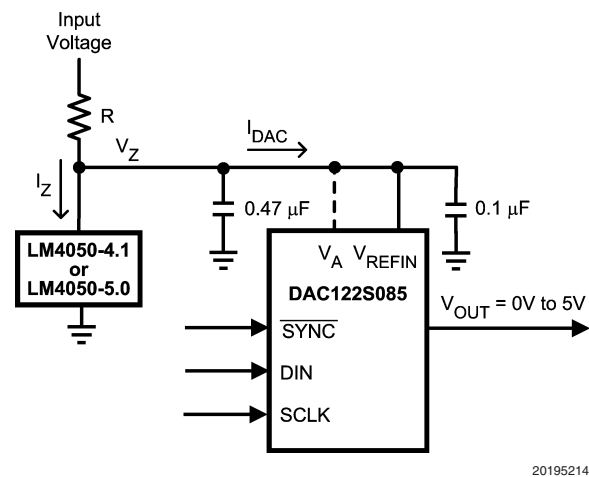 Input
Voltage
R
V_Z
I_DAC
I_Z
0.47 μF
0.1 μF
LM4050-4.1
or
LM4050-5.0
V_A V_REFIN
DAC122S085
V_OUT = 0V to 5V
S̅Y̅N̅C̅
DIN
SCLK
20195214